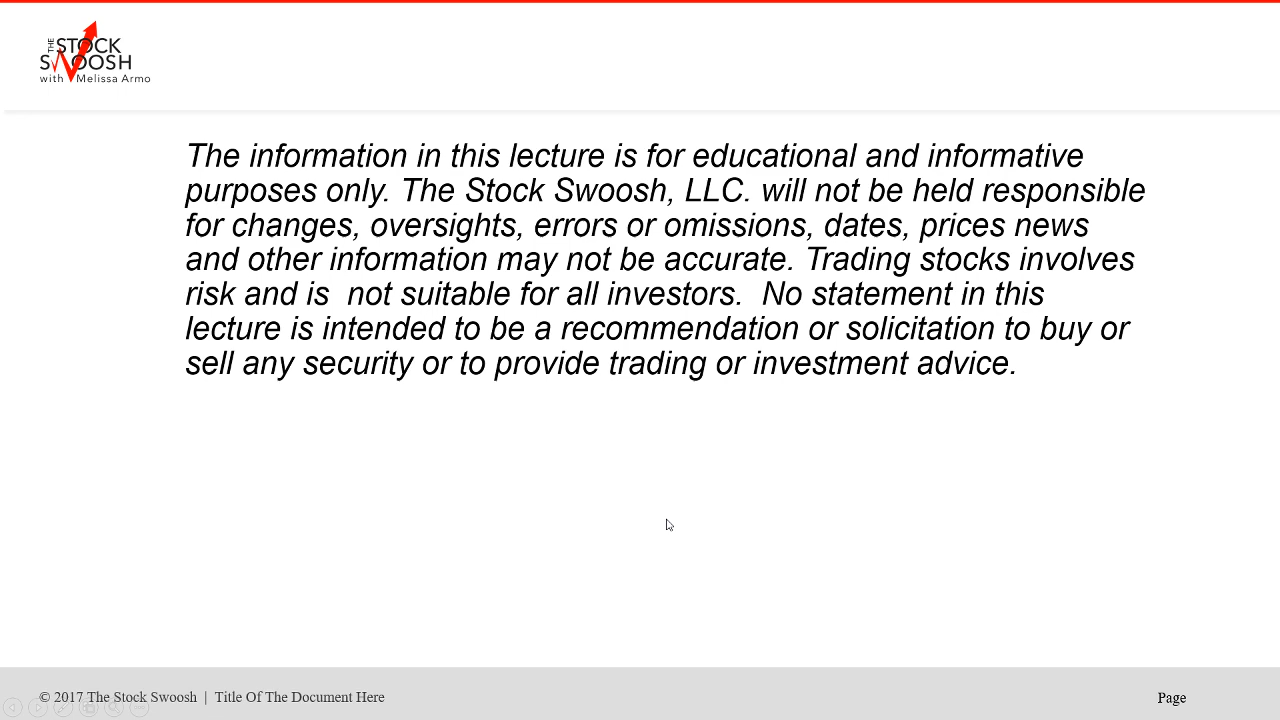 THE STOCK
SWOOSH
with Melissa Armo
The information in this lecture is for educational and informative
purposes only. The Stock Swoosh, LLC. will not be held responsible
for changes, oversights, errors or omissions, dates, prices news
and other information may not be accurate. Trading stocks involves
risk and is  not suitable for all investors.  No statement in this
lecture is intended to be a recommendation or solicitation to buy or
sell any security or to provide trading or investment advice.
© 2017 The Stock Swoosh | Title Of The Document Here
Page